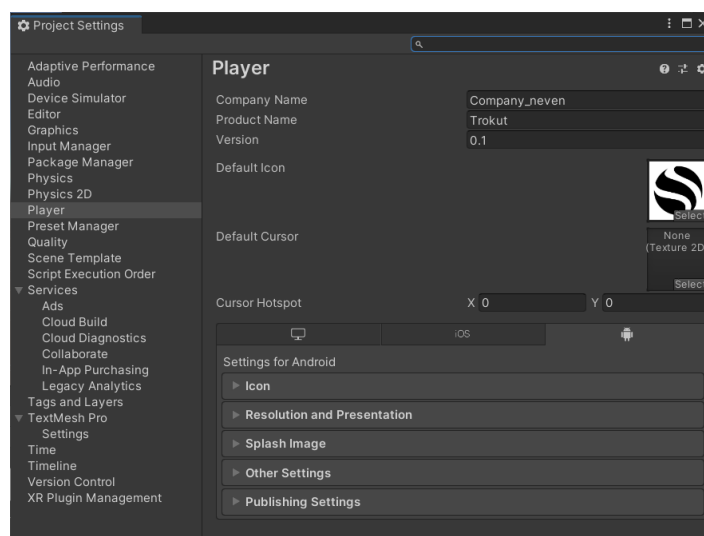 Project Settings
Adaptive Performance
Audio
Device Simulator
Editor
Graphics
Input Manager
Package Manager
Physics
Physics 2D
Player
Preset Manager
Quality
Scene Template
Script Execution Order
Services
Ads
Cloud Build
Cloud Diagnostics
Collaborate
In-App Purchasing
Legacy Analytics
Tags and Layers
TextMesh Pro
Settings
Time
Timeline
Version Control
XR Plugin Management
Player
Company Name Company_neven
Product Name Trokut
Version 0.1
Default Icon
Selec
Default Cursor
None
(Texture 2D
Selec
Cursor Hotspot X 0 Y 0
iOS
Settings for Android
Icon
Resolution and Presentation
Splash Image
Other Settings
Publishing Settings